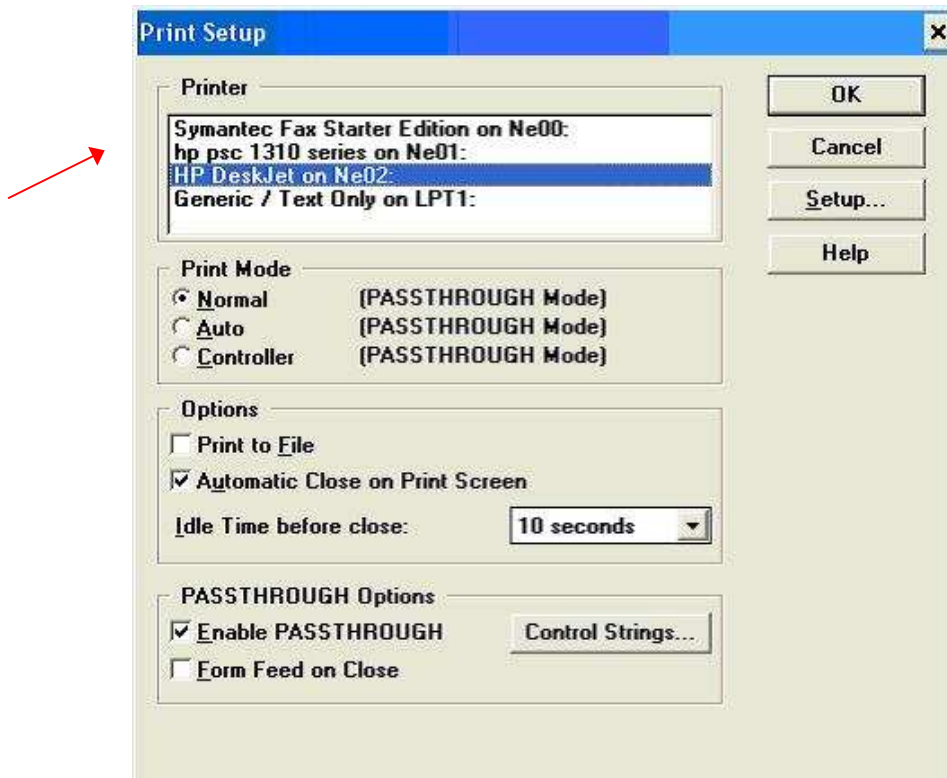 Print Setup
Printer
OK
Symantec Fax Starter Edition on Ne00:
hp psc 1310 series on Ne01:
HP DeskJet on Ne02:
Generic / Text Only on LPT1:
Cancel
Setup...
Help
Print Mode
Normal (PASSTHROUGH Mode)
Auto (PASSTHROUGH Mode)
Controller (PASSTHROUGH Mode)
Options
Print to File
Automatic Close on Print Screen
Idle Time before close: 10 seconds
PASSTHROUGH Options
Enable PASSTHROUGH Control Strings...
Form Feed on Close